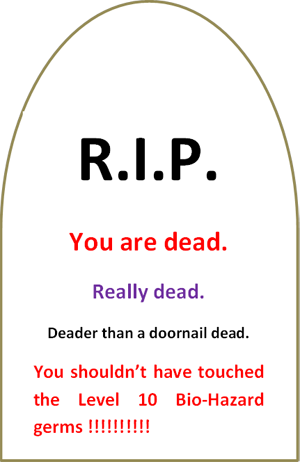 R.I.P.
You are dead.
Really dead.
Deader than a doornail dead.
You shouldn’t have touched
the Level 10 Bio-Hazard
germs !!!!!!!!!!